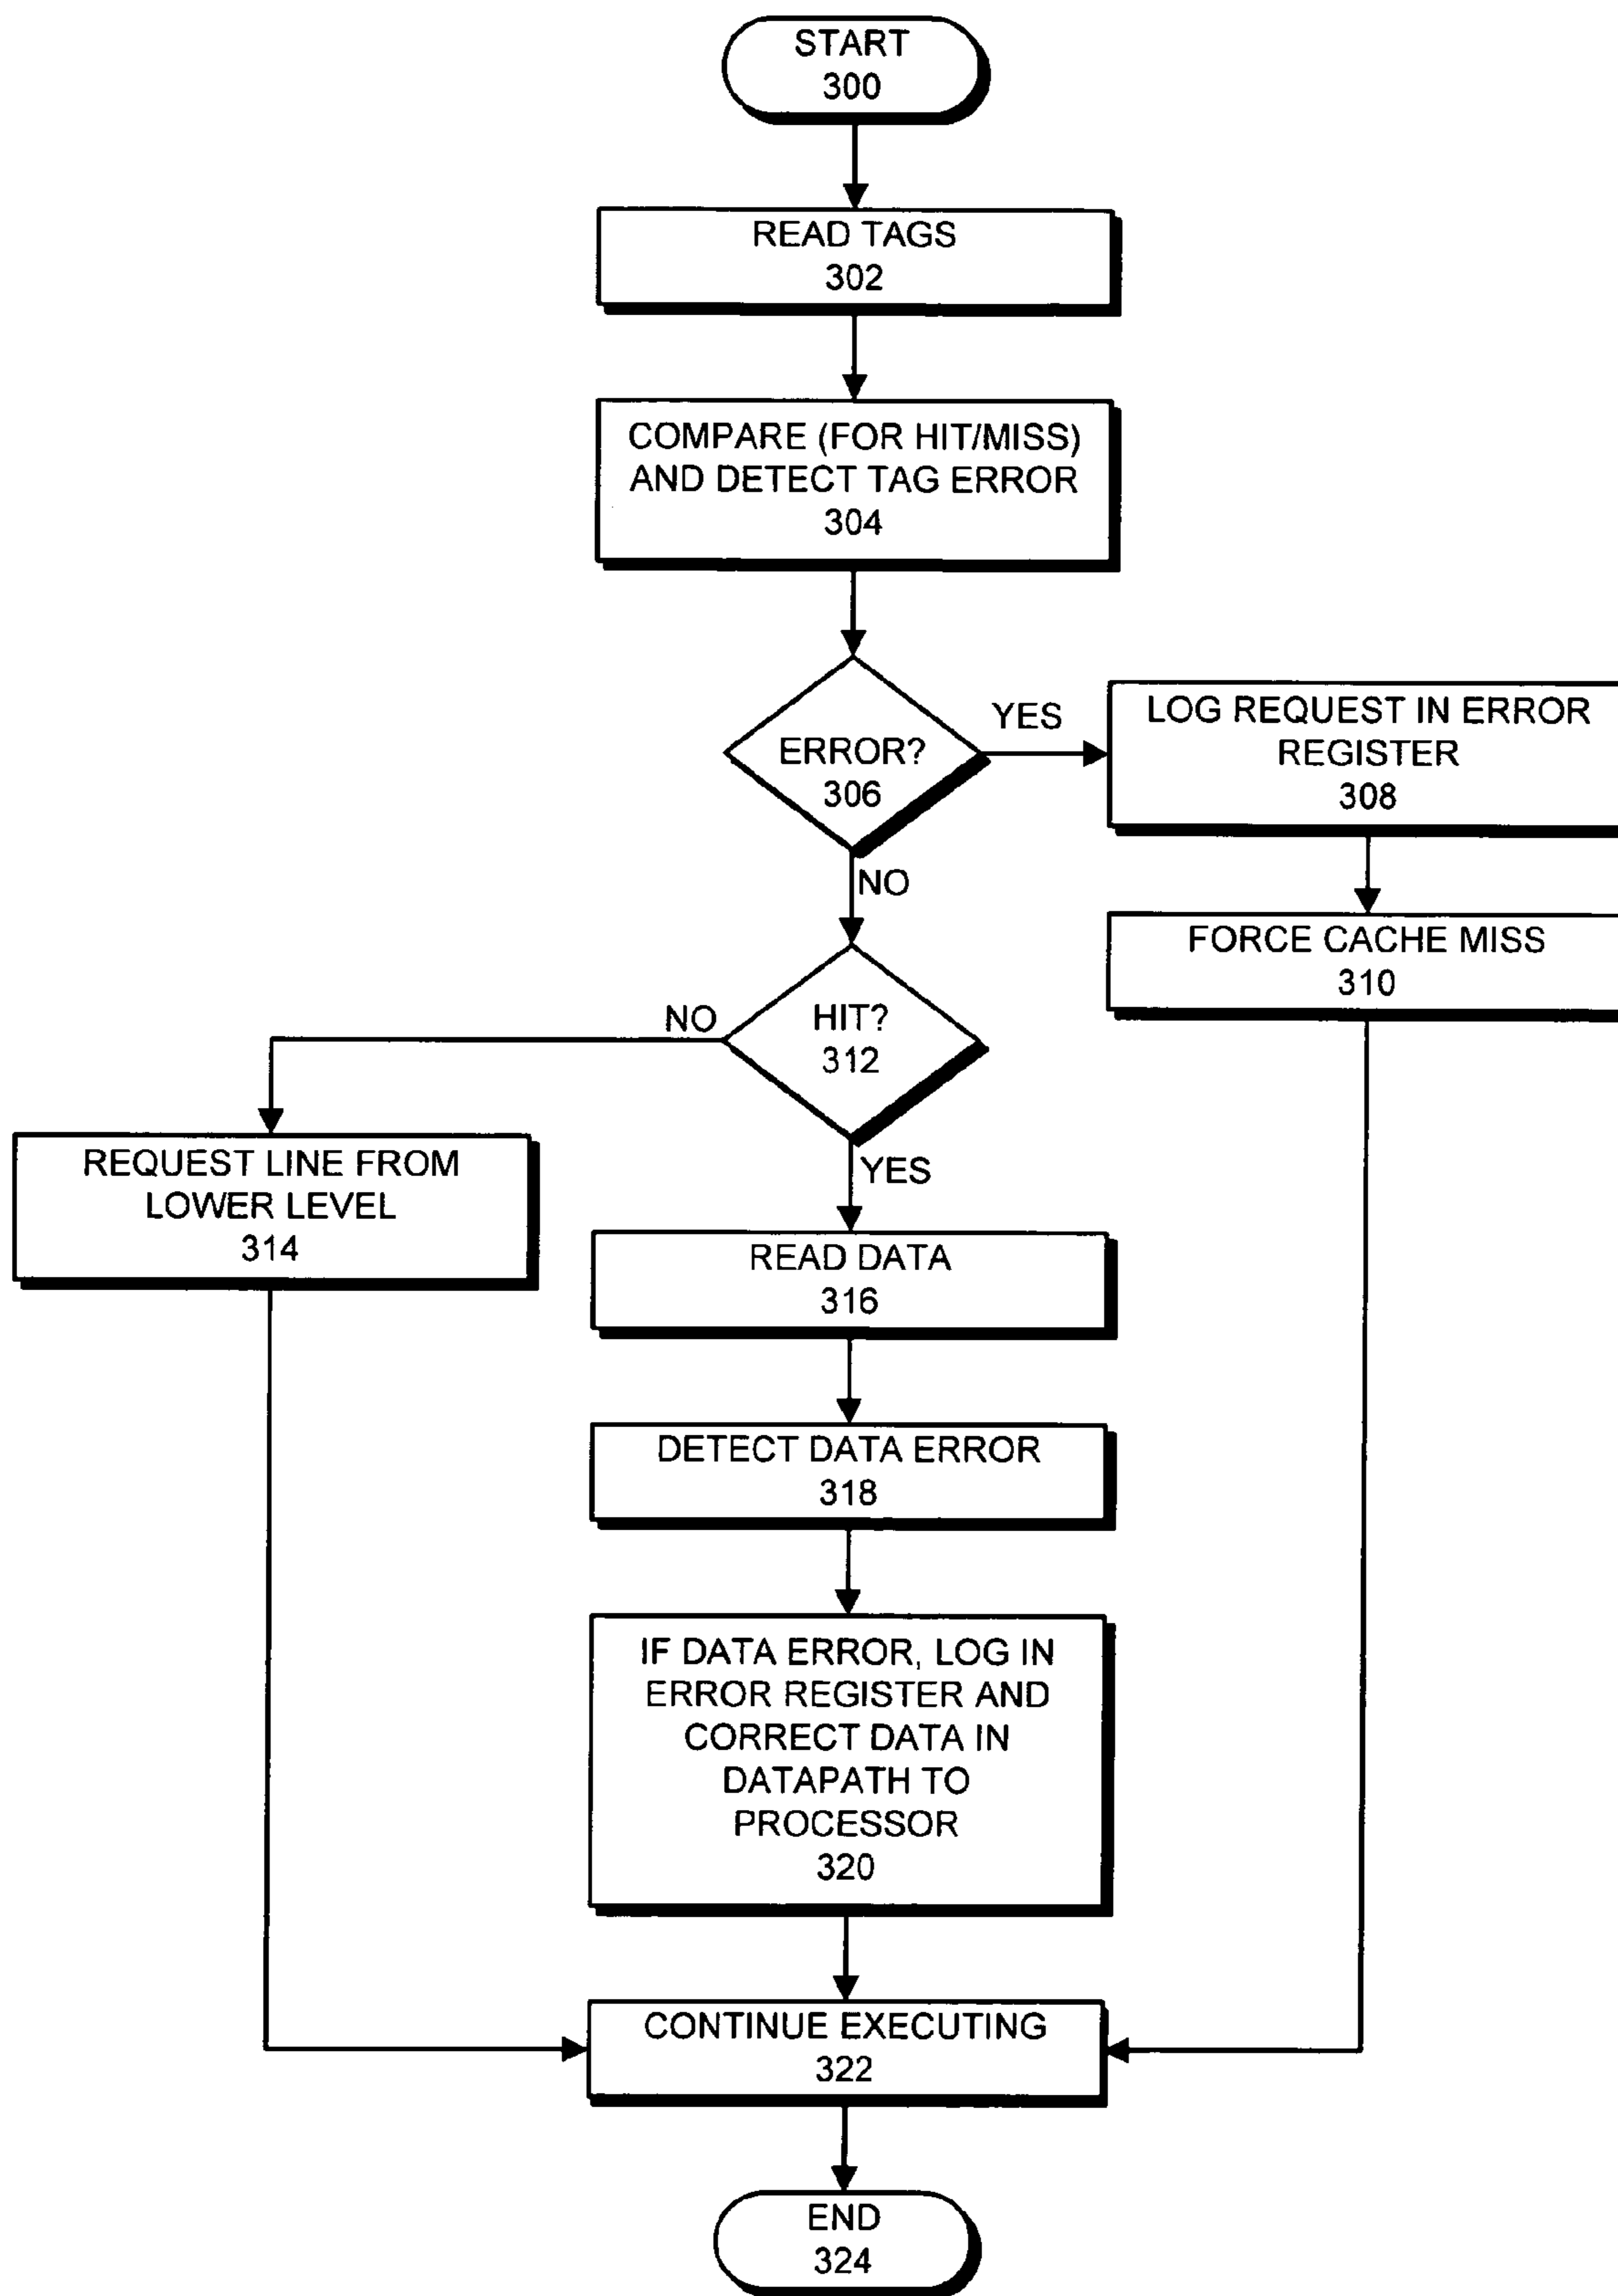 START
300
READ TAGS
302
COMPARE (FOR HIT/MISS)
AND DETECT TAG ERROR
304
ERROR?
306
YES
LOG REQUEST IN ERROR
REGISTER
308
NO
FORCE CACHE MISS
310
HIT?
312
NO
REQUEST LINE FROM
LOWER LEVEL
314
YES
READ DATA
316
DETECT DATA ERROR
318
IF DATA ERROR, LOG IN
ERROR REGISTER AND
CORRECT DATA IN
DATAPATH TO
PROCESSOR
320
CONTINUE EXECUTING
322
END
324